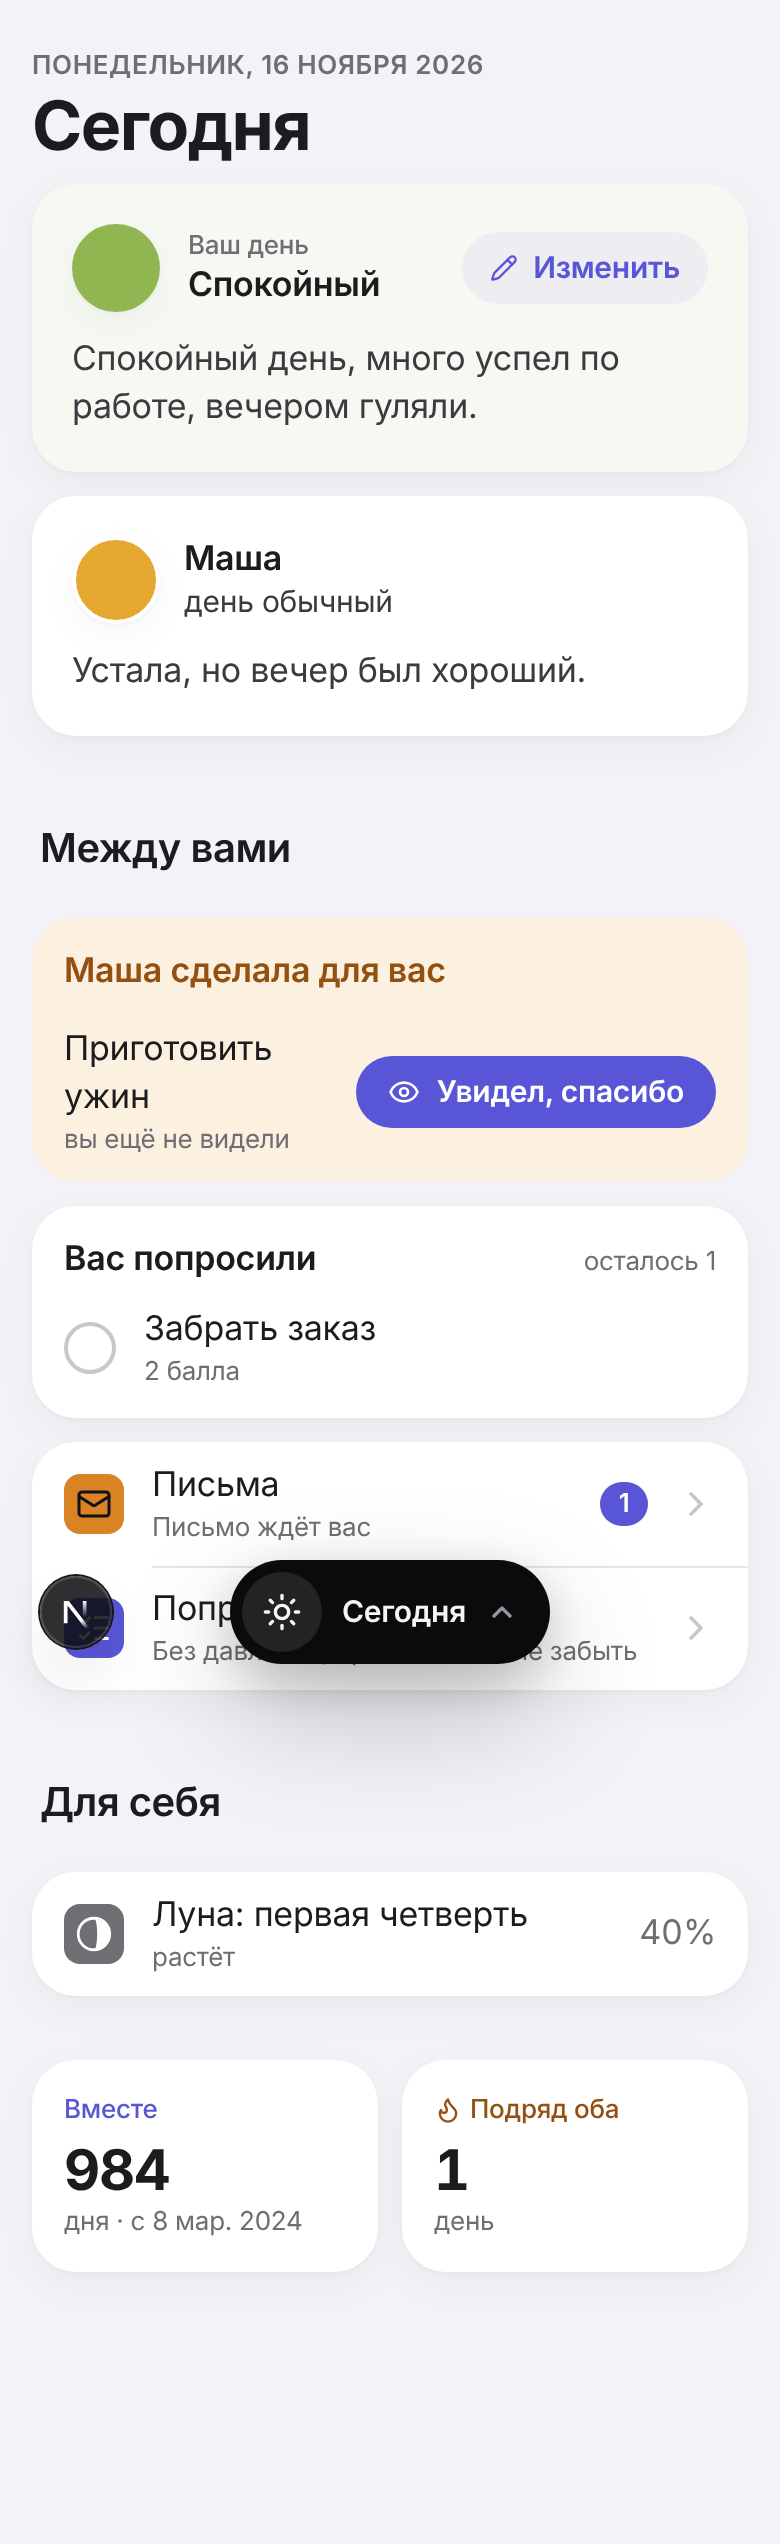 ПОНЕДЕЛЬНИК, 16 НОЯБРЯ 2026
Сегодня
Ваш день
Спокойный
Изменить
Спокойный день, много успел по
работе, вечером гуляли.
Маша
день обычный
Устала, но вечер был хороший.
Между вами
Маша сделала для вас
Приготовить
ужин
вы ещё не видели
Увидел, спасибо
Вас попросили
осталось 1
Забрать заказ
2 балла
Письма
Письмо ждёт вас
1
N
Сегодня
Без
забыть
Для себя
Луна: первая четверть
растёт
40%
Вместе
984
дня · с 8 мар. 2024
Подряд оба
1
день